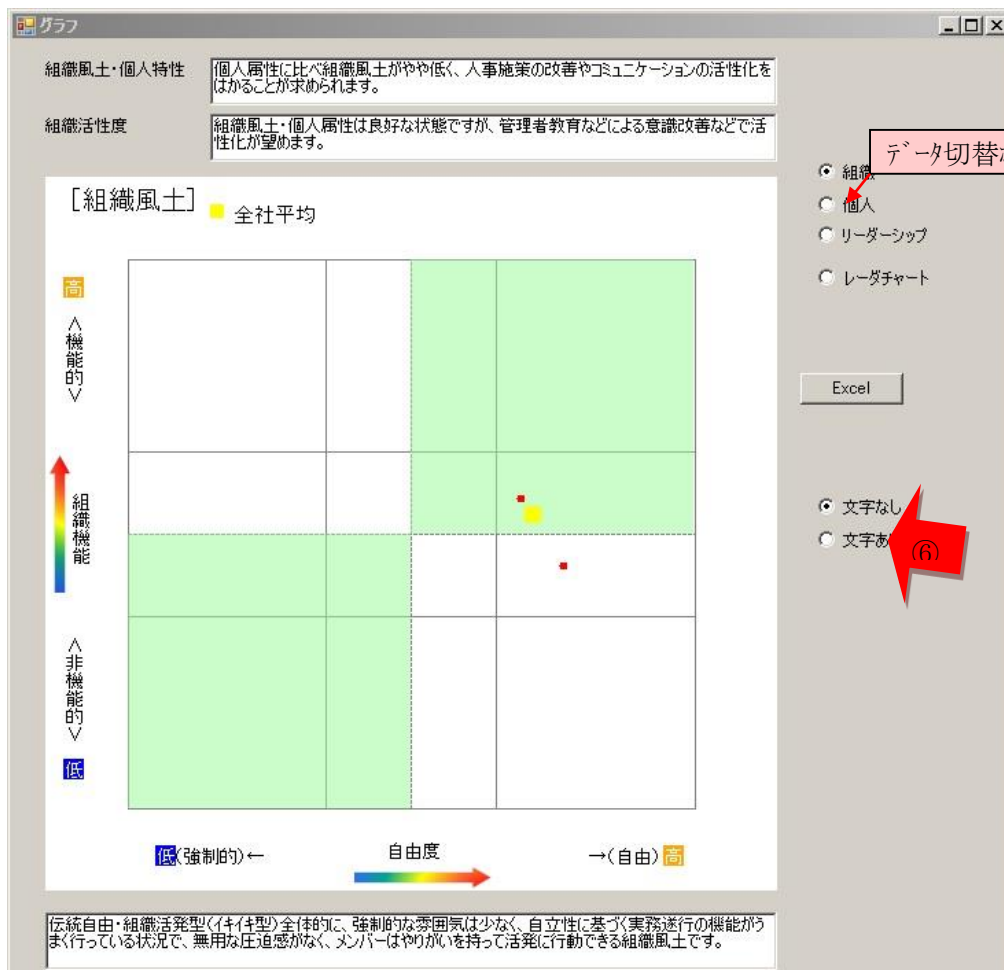 グラフ
組織風土・個人特性
個人属性に比べ組織風土がやや低く、人事施策の改善やコミュニケーションの活性化を
はかることが求められます。
組織活性度
組織風土・個人属性は良好な状態ですが、管理者教育などによる意識改善などで活
性化が望めます。
データ切替
組織
個人
リーダーシップ
レーダチャート
[組織風土]
全社平均
高
<機能的>
組織機能
<非機能的>
低
Excel
文字なし
文字あ
⑥
低(強制的)←
自由度
→(自由)高
伝統自由・組織活発型(イキイキ型)全体的に、強制的な雰囲気は少なく、自立性に基づく実務遂行の機能がう
まく行っている状況で、無用な圧迫感がなく、メンバーはやりがいを持って活発に行動できる組織風土です。